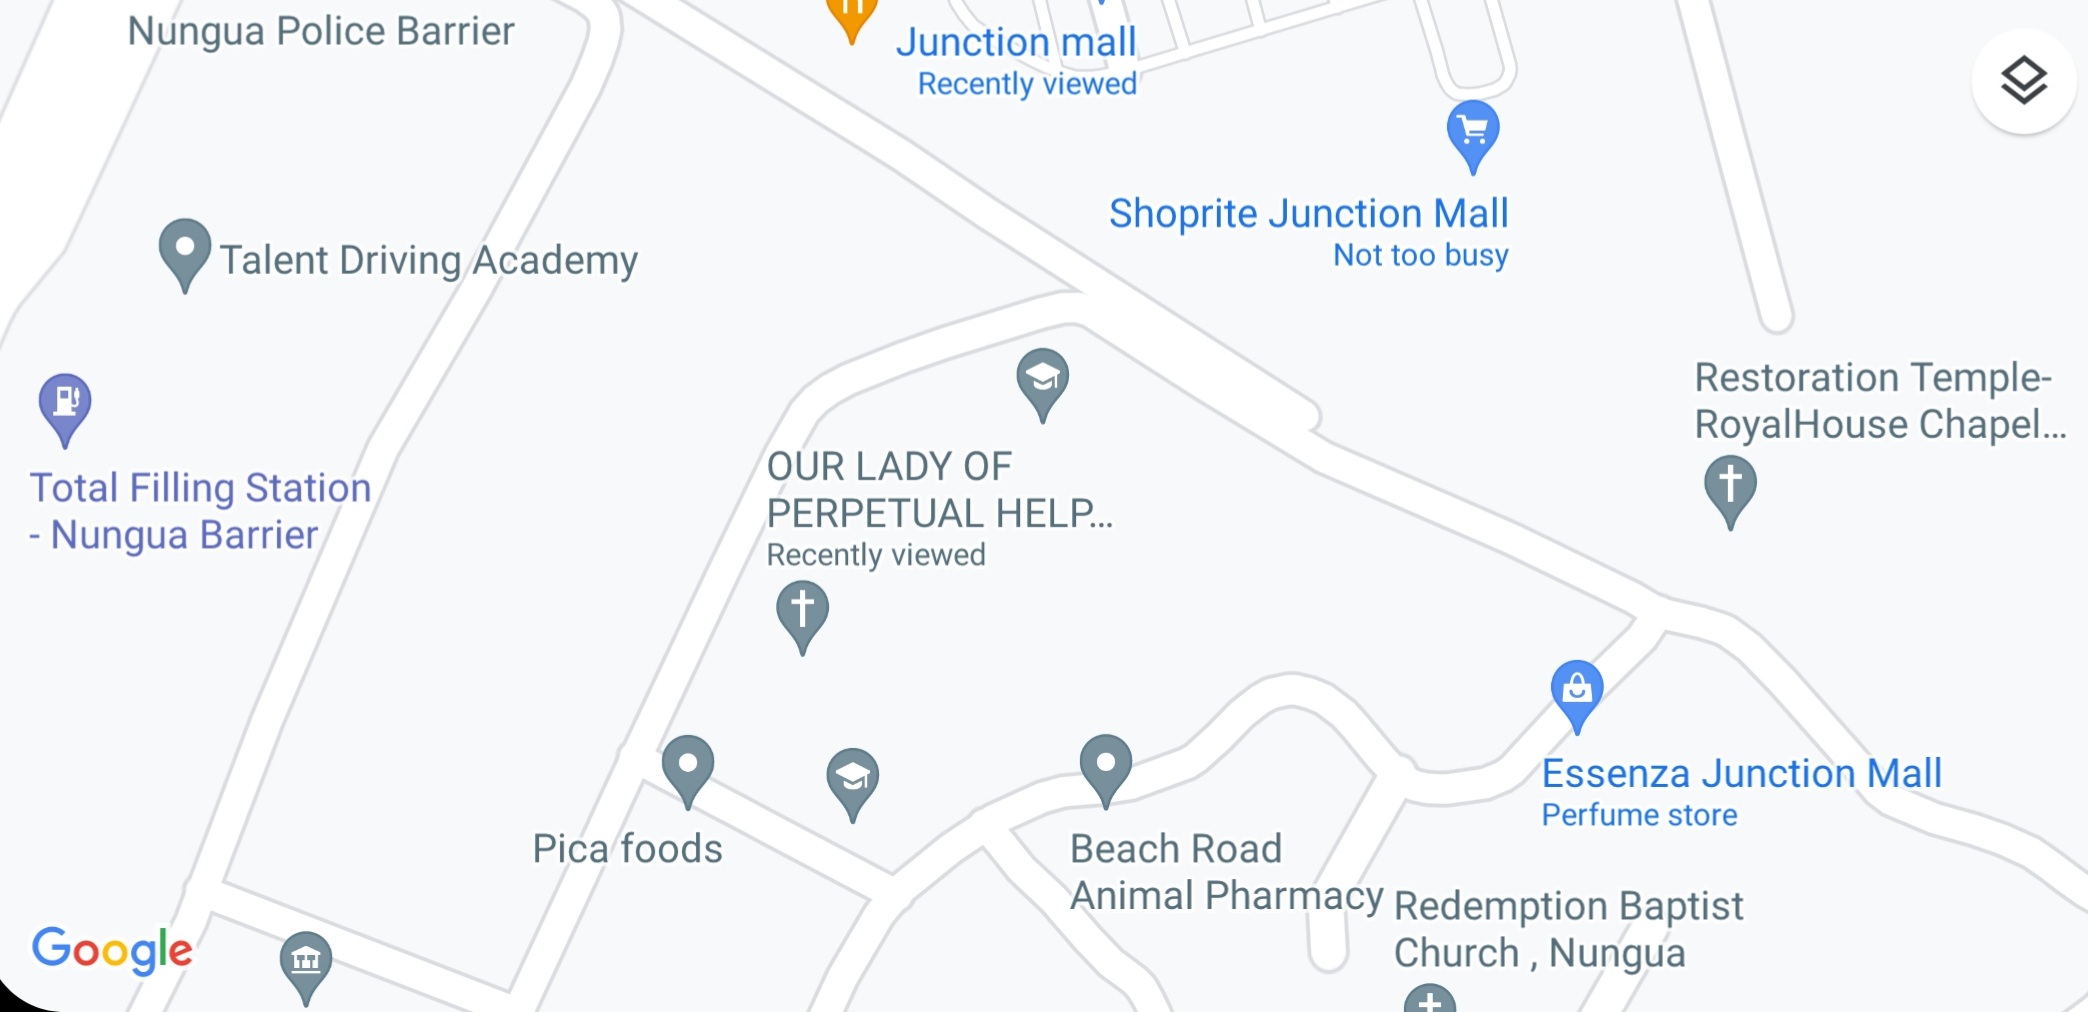 Nungua Police Barrier
Junction mall
Recently viewed
Shoprite Junction Mall
Not too busy
Talent Driving Academy
Restoration Temple-
RoyalHouse Chapel...
Total Filling Station
- Nungua Barrier
OUR LADY OF
PERPETUAL HELP...
Recently viewed
Essenza Junction Mall
Perfume store
Pica foods
Beach Road
Animal Pharmacy
Redemption Baptist
Church , Nungua
Google